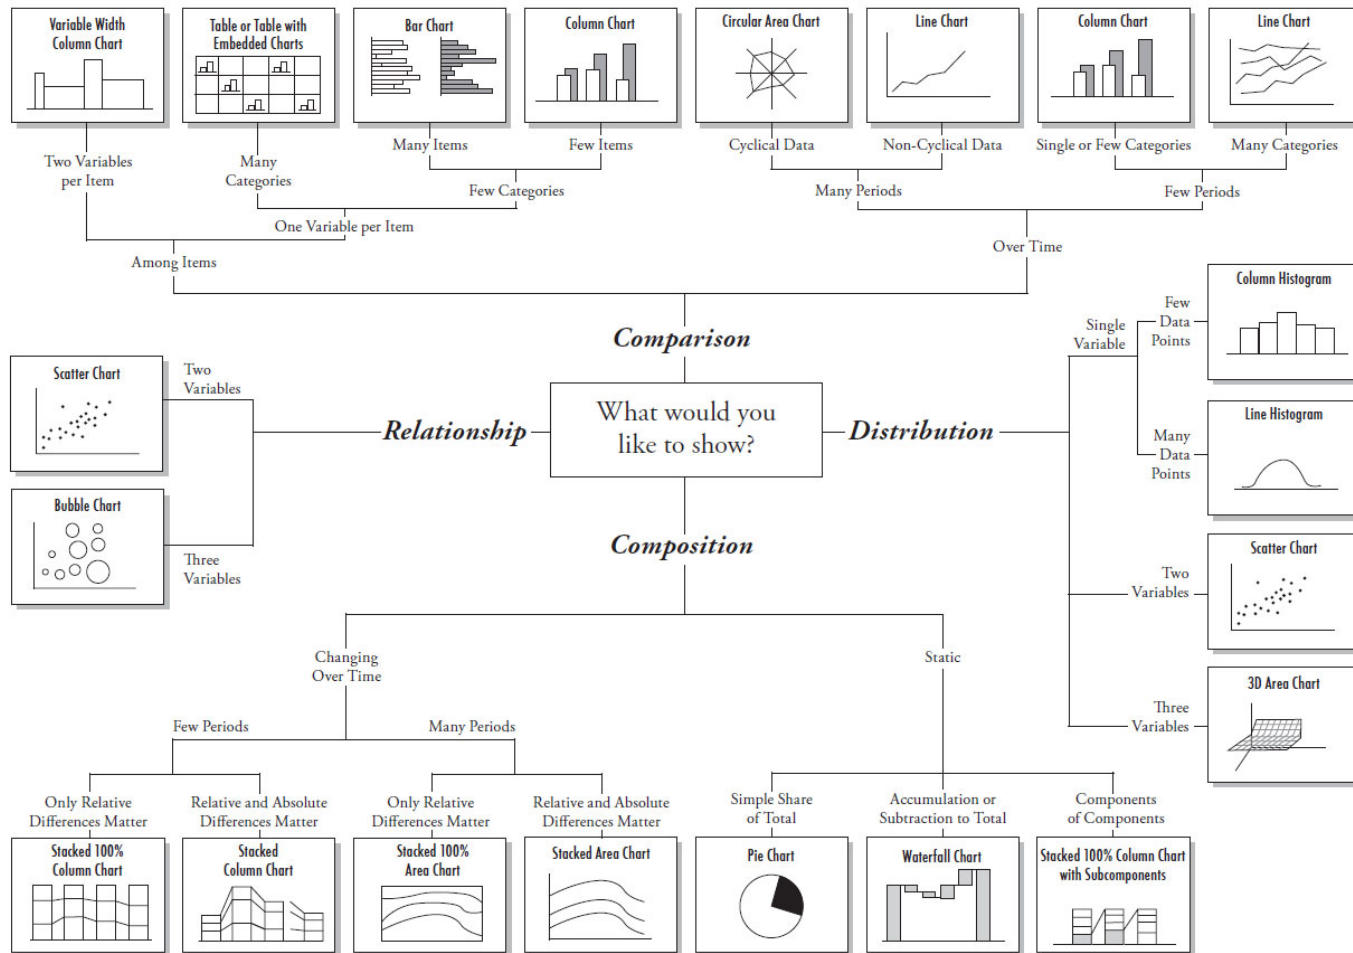 Variable Width
Column Chart
Table or Table with
Embedded Charts
Bar Chart
Column Chart
Circular Area Chart
Line Chart
Column Chart
Line Chart
Two Variables
per Item
Many
Categories
Many Items
Few Items
Cyclical Data
Non-Cyclical Data
Single or Few Categories
Many Categories
Few Categories
Many Periods
Few Periods
One Variable per Item
Among Items
Over Time
Comparison
What would you
like to show?
Relationship
Two
Variables
Scatter Chart
Three
Variables
Bubble Chart
Distribution
Single
Variable
Few
Data
Points
Column Histogram
Many
Data
Points
Line Histogram
Two
Variables
Scatter Chart
Three
Variables
3D Area Chart
Composition
Changing
Over Time
Static
Few Periods
Many Periods
Only Relative
Differences Matter
Relative and Absolute
Differences Matter
Only Relative
Differences Matter
Relative and Absolute
Differences Matter
Simple Share
of Total
Accumulation or
Subtraction to Total
Components
of Components
Stacked 100%
Column Chart
Stacked
Column Chart
Stacked 100%
Area Chart
Stacked Area Chart
Pie Chart
Waterfall Chart
Stacked 100% Column Chart
with Subcomponents